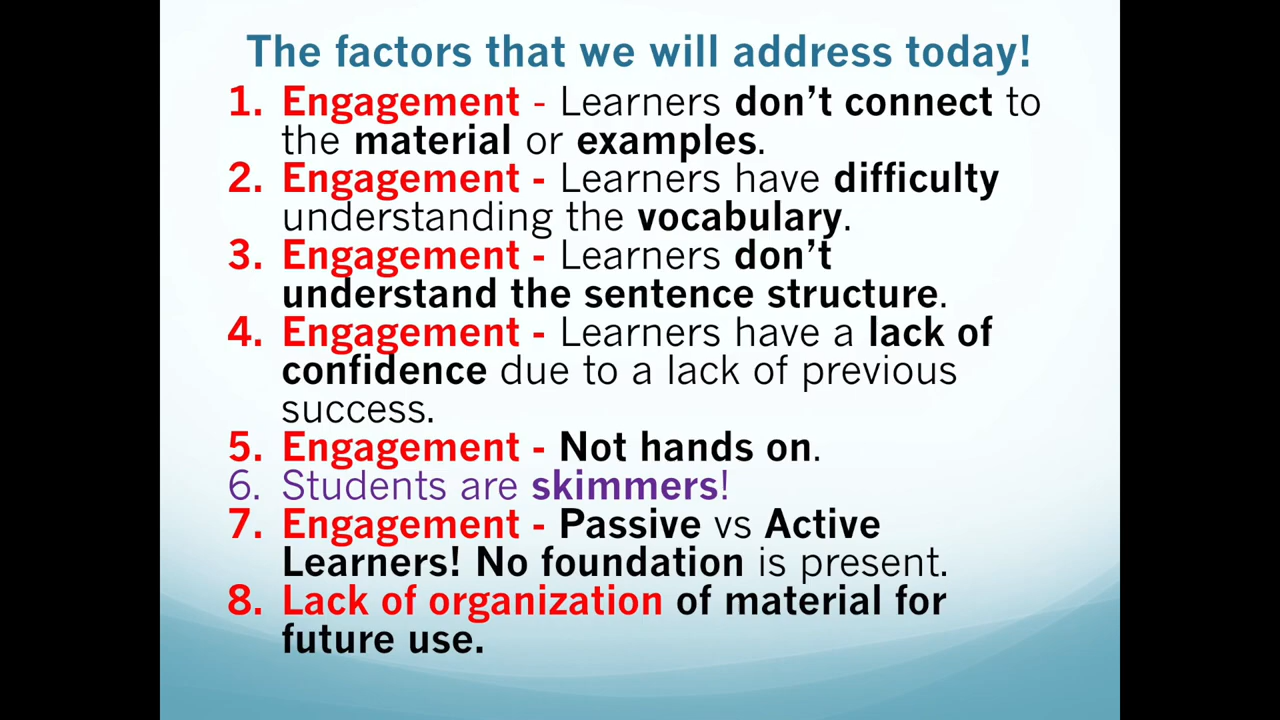 The factors that we will address today!
1. Engagement - Learners don’t connect to
the material or examples.
2. Engagement - Learners have difficulty
understanding the vocabulary.
3. Engagement - Learners don’t
understand the sentence structure.
4. Engagement - Learners have a lack of
confidence due to a lack of previous
success.
5. Engagement - Not hands on.
6. Students are skimmers!
7. Engagement - Passive vs Active
Learners! No foundation is present.
8. Lack of organization of material for
future use.